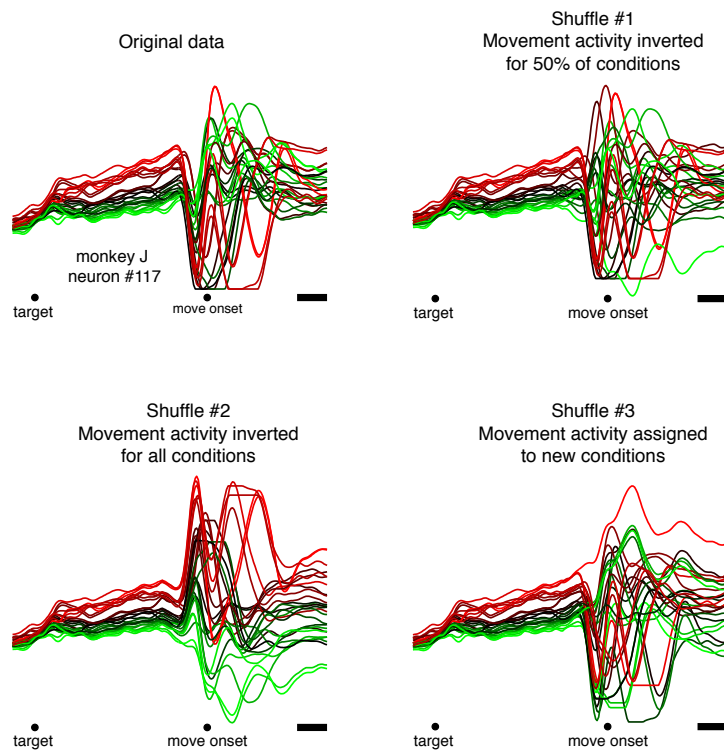 Original data
monkey J
neuron #117
target
move onset
Shuffle #1
Movement activity inverted
for 50% of conditions
target
move onset
Shuffle #2
Movement activity inverted
for all conditions
target
move onset
Shuffle #3
Movement activity assigned
to new conditions
target
move onset